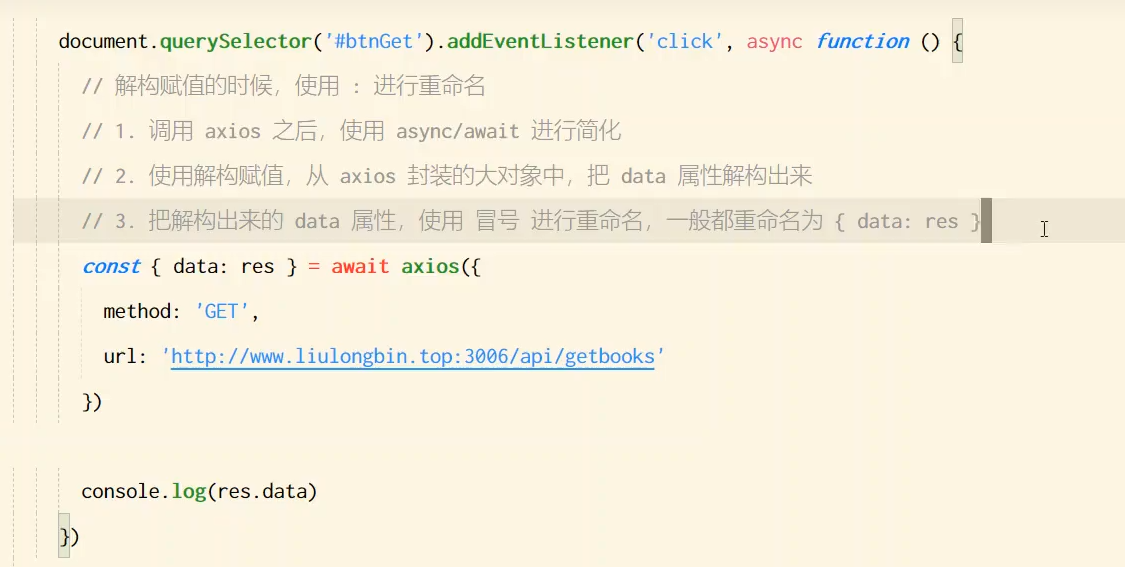 document.querySelector('#btnGet').addEventListener('click', async function () {
// 解构赋值的时候，使用 : 进行重命名
// 1. 调用 axios 之后，使用 async/await 进行简化
// 2. 使用解构赋值，从 axios 封装的大对象中，把 data 属性解构出来
// 3. 把解构出来的 data 属性，使用 冒号 进行重命名，一般都重命名为 { data: res }
const { data: res } = await axios({
method: 'GET',
url: 'http://www.liulongbin.top:3006/api/getbooks'
})
console.log(res.data)
})